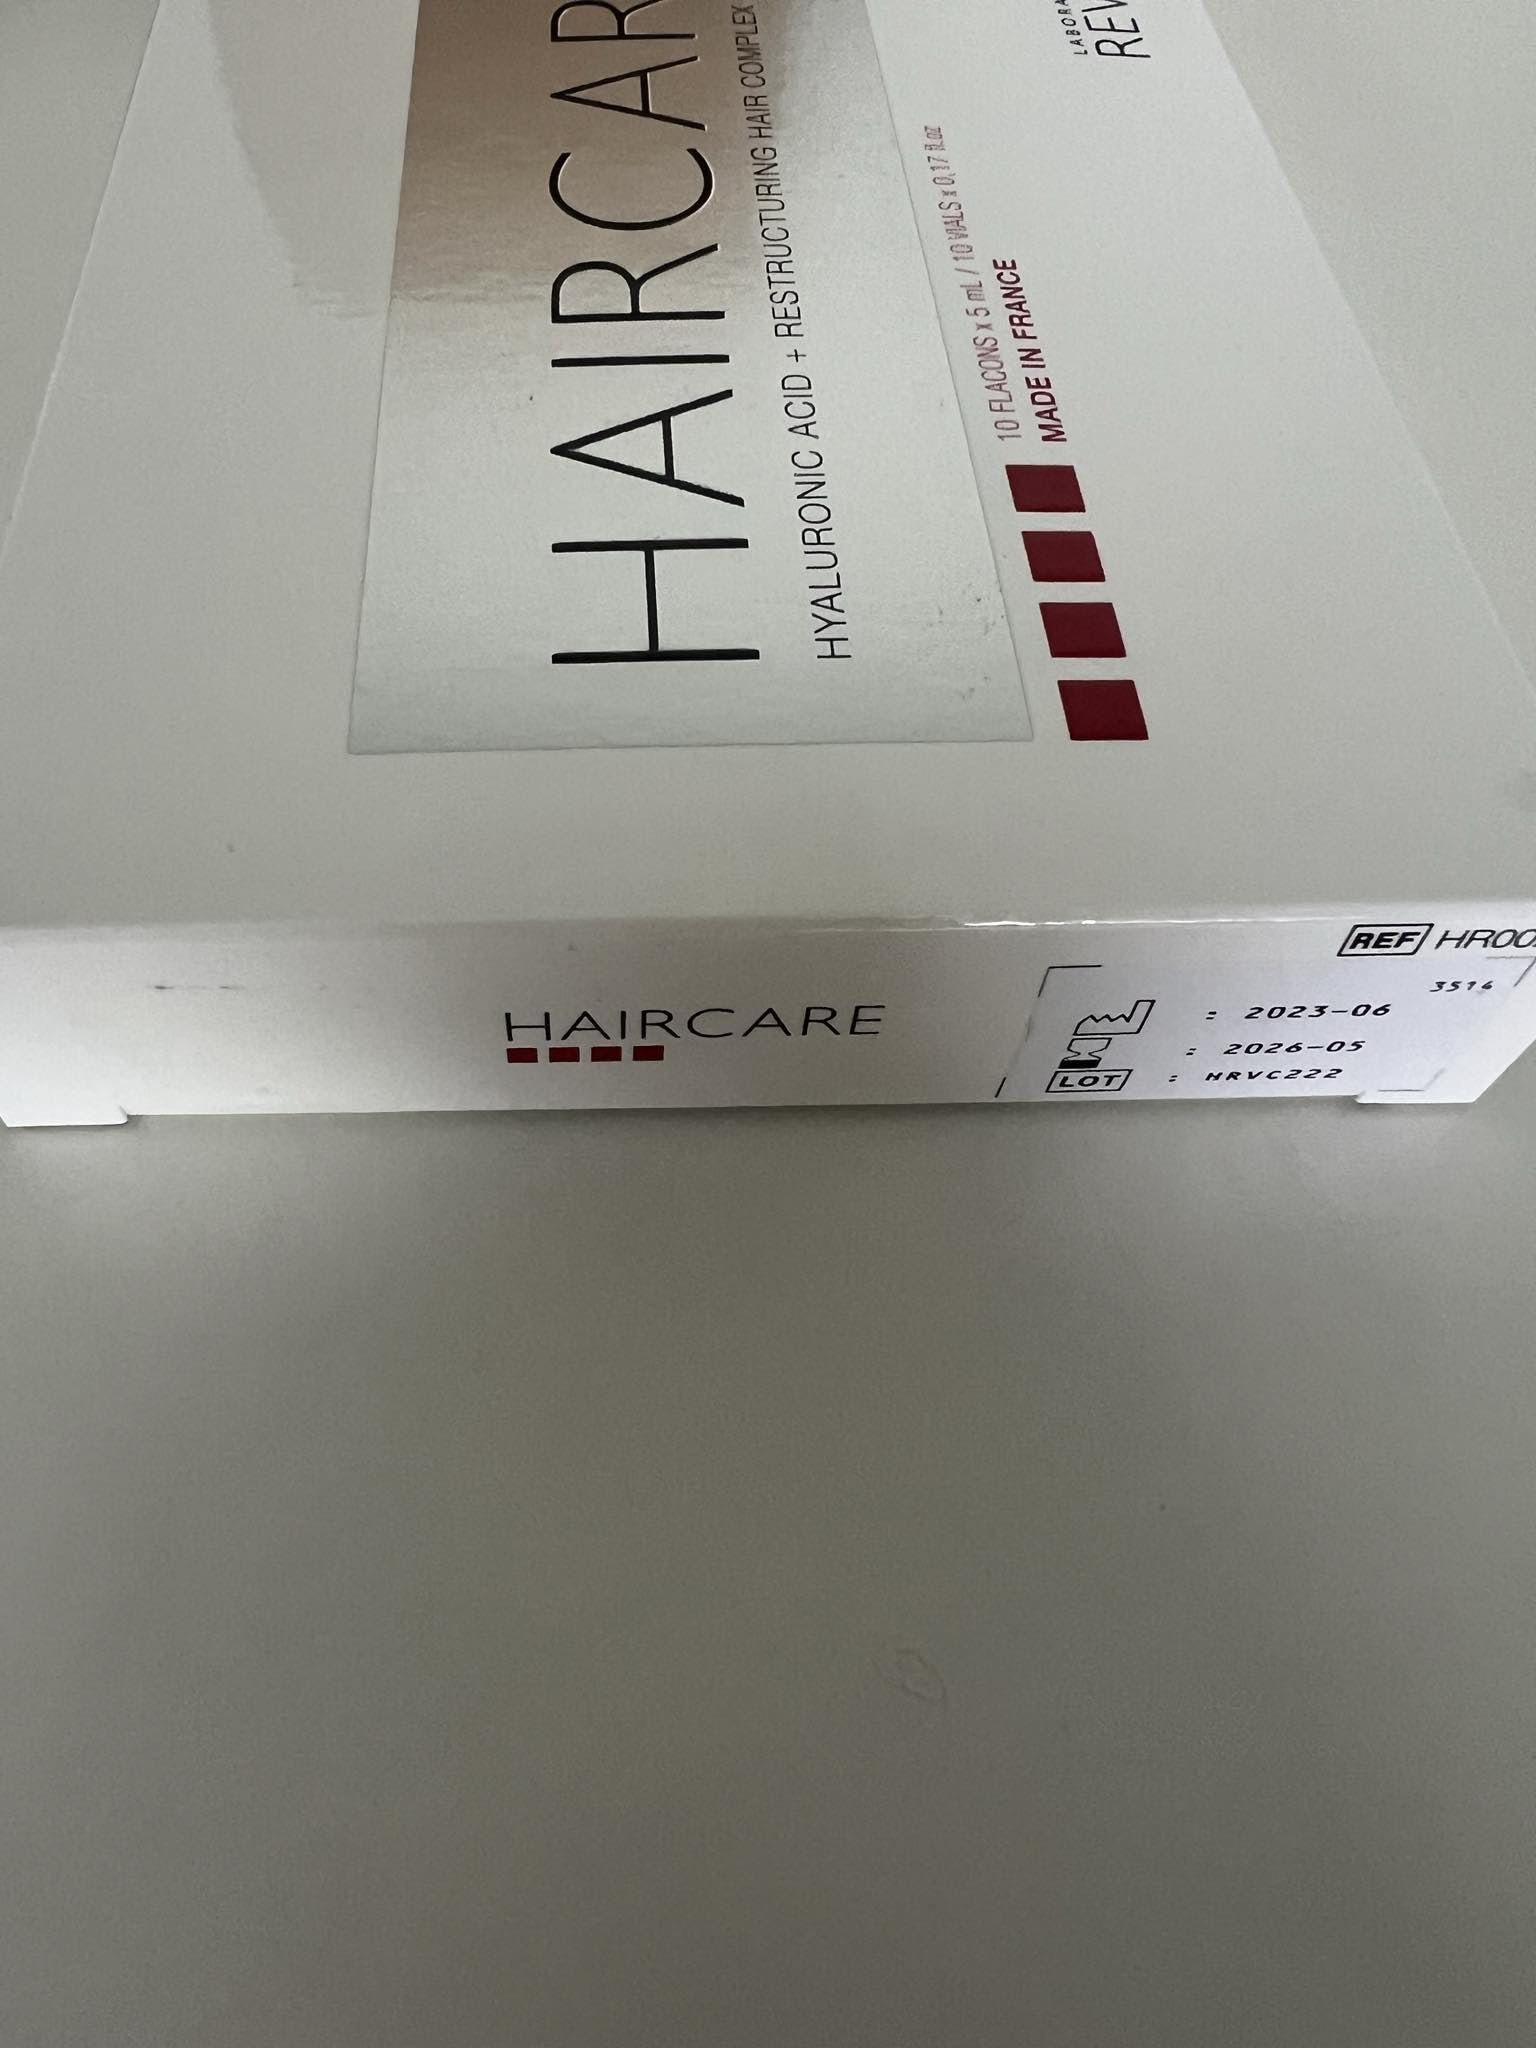 HAIRCAR
HYALURONIC ACID + RESTRUCTURING HAIR COMPLEX
10 FLACONS x 5 mL / 10 VIALS x 0,17 fl.oz
MADE IN FRANCE
REF HR00
3516
HAIRCARE
: 2023-06
: 2026-05
LOT : HRVC222